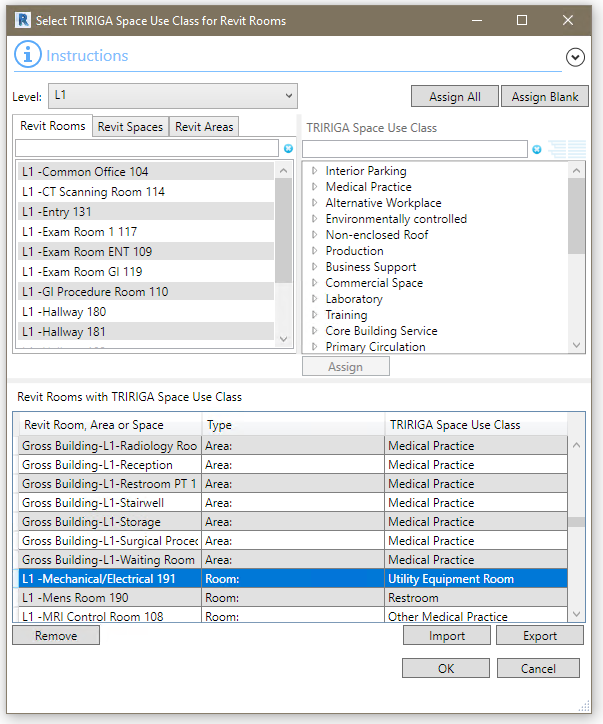 Select TRIRIGA Space Use Class for Revit Rooms
Instructions
Level: L1
Assign All Assign Blank
Revit Rooms Revit Spaces Revit Areas
L1 -Common Office 104
L1 -CT Scanning Room 114
L1 -Entry 131
L1 -Exam Room 1 117
L1 -Exam Room ENT 109
L1 -Exam Room GI 119
L1 -GI Procedure Room 110
L1 -Hallway 180
L1 -Hallway 181
TRIRIGA Space Use Class
Interior Parking
Medical Practice
Alternative Workplace
Environmentally controlled
Non-enclosed Roof
Production
Business Support
Commercial Space
Laboratory
Training
Core Building Service
Primary Circulation
Assign
Revit Rooms with TRIRIGA Space Use Class
Revit Room, Area or Space Type TRIRIGA Space Use Class
Gross Building-L1-Radiology Roo Area: Medical Practice
Gross Building-L1-Reception Area: Medical Practice
Gross Building-L1-Restroom PT 1 Area: Medical Practice
Gross Building-L1-Stairwell Area: Medical Practice
Gross Building-L1-Storage Area: Medical Practice
Gross Building-L1-Surgical Proced Area: Medical Practice
Gross Building-L1-Waiting Room Area: Medical Practice
L1 -Mechanical/Electrical 191 Room: Utility Equipment Room
L1 -Mens Room 190 Room: Restroom
L1 -MRI Control Room 108 Room: Other Medical Practice
Remove Import Export
OK Cancel